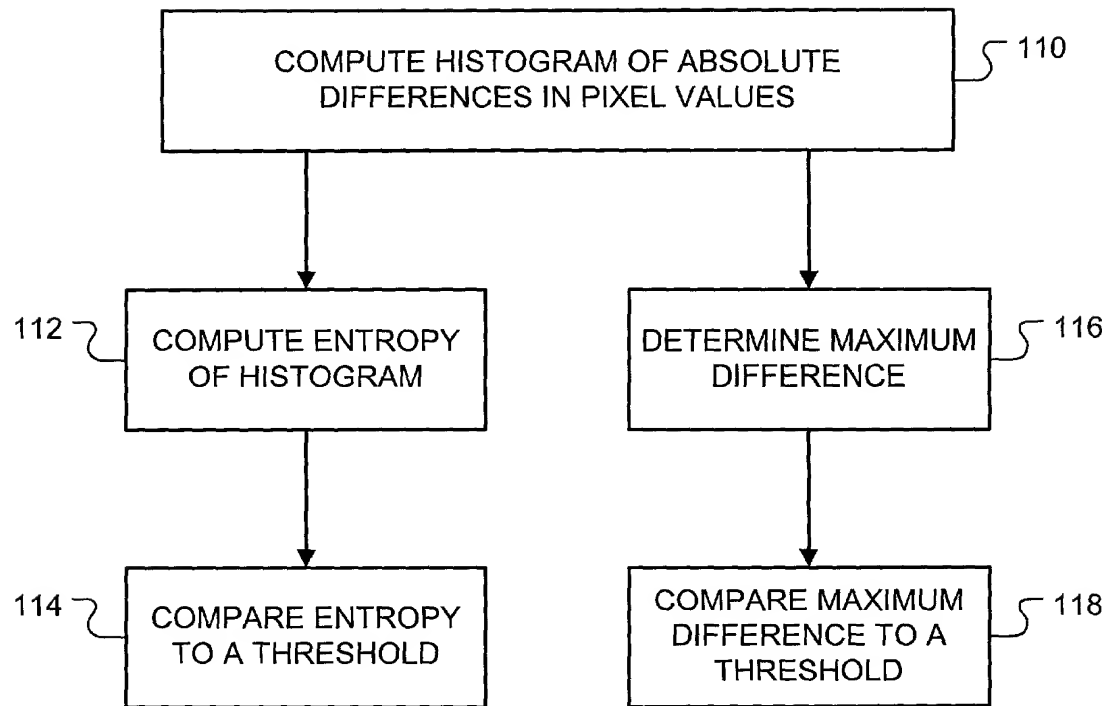 COMPUTE HISTOGRAM OF ABSOLUTE
DIFFERENCES IN PIXEL VALUES
110
112
COMPUTE ENTROPY
OF HISTOGRAM
DETERMINE MAXIMUM
DIFFERENCE
116
114
COMPARE ENTROPY
TO A THRESHOLD
COMPARE MAXIMUM
DIFFERENCE TO A
THRESHOLD
118